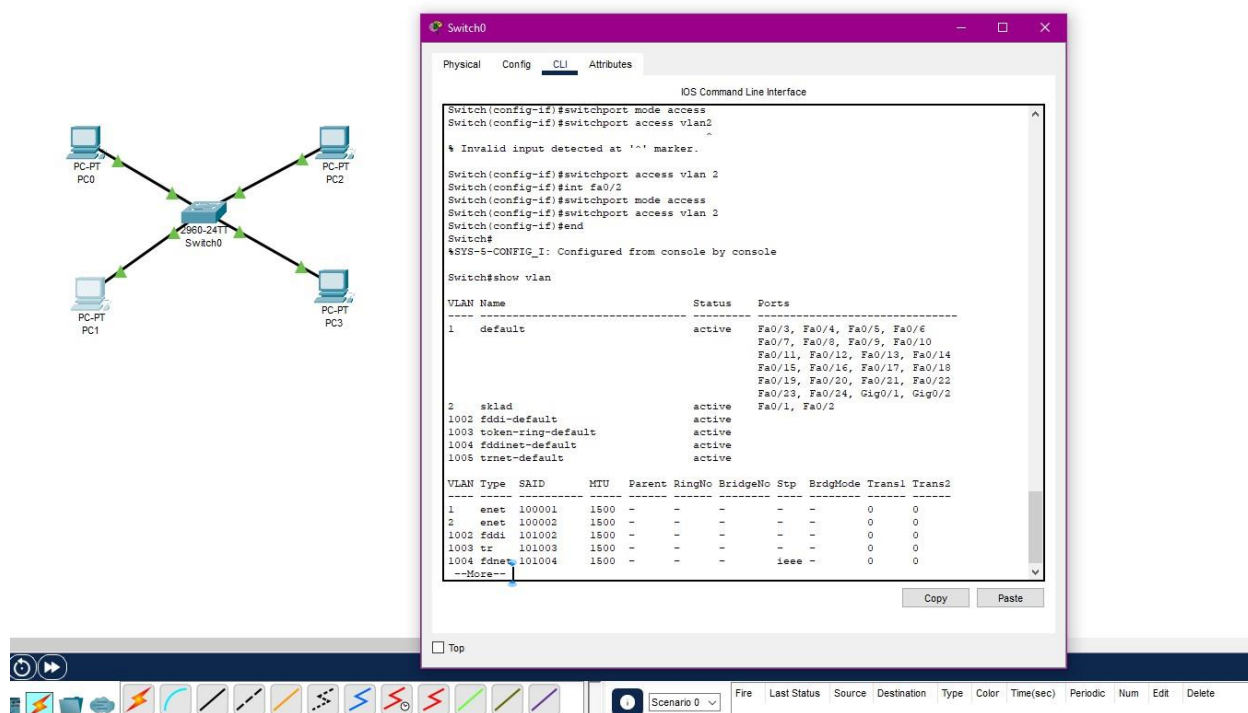 Switch0
Physical Config CLI Attributes
IOS Command Line Interface
Switch(config-if)#switchport mode access
Switch(config-if)#switchport access vlan2
^
% Invalid input detected at '^' marker.
Switch(config-if)#switchport access vlan 2
Switch(config-if)#int fa0/2
Switch(config-if)#switchport mode access
Switch(config-if)#switchport access vlan 2
Switch(config-if)#end
Switch#
%SYS-5-CONFIG_I: Configured from console by console
Switch#show vlan
VLAN Name Status Ports
---- -------------------------------- --------- -------------------------------
1 default active Fa0/3, Fa0/4, Fa0/5, Fa0/6
Fa0/7, Fa0/8, Fa0/9, Fa0/10
Fa0/11, Fa0/12, Fa0/13, Fa0/14
Fa0/15, Fa0/16, Fa0/17, Fa0/18
Fa0/19, Fa0/20, Fa0/21, Fa0/22
Fa0/23, Fa0/24, Gig0/1, Gig0/2
2 sklad active Fa0/1, Fa0/2
1002 fddi-default active
1003 token-ring-default active
1004 fddinet-default active
1005 trnet-default active
VLAN Type SAID MTU Parent RingNo BridgeNo Stp BrdgMode Trans1 Trans2
---- ----- ---------- ----- ------ ------ -------- ---- -------- ------ ------
1 enet 100001 1500 - - - - - 0 0
2 enet 100002 1500 - - - - - 0 0
1002 fddi 101002 1500 - - - - - 0 0
1003 tr 101003 1500 - - - - - 0 0
1004 fdnet 101004 1500 - - - ieee - 0 0
--More--
Copy Paste
Top
PC-PT
PC0
PC-PT
PC2
2960-24TT
Switch0
PC-PT
PC1
PC-PT
PC3
Scenario 0
Fire Last Status Source Destination Type Color Time(sec) Periodic Num Edit Delete